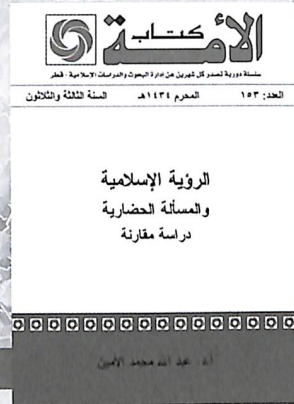 كتاب
الأمة
سلسلة دورية تصدر كل شهرين عن إدارة البحوث والدراسات الإسلامية - قطر
العدد: ١٥٣ المحرم ١٤٣٤هـ السنة الثالثة والثلاثون
الرؤية الإسلامية
والمسألة الحضارية
دراسة مقارنة
أ.د. عبد الله محمد الأمين